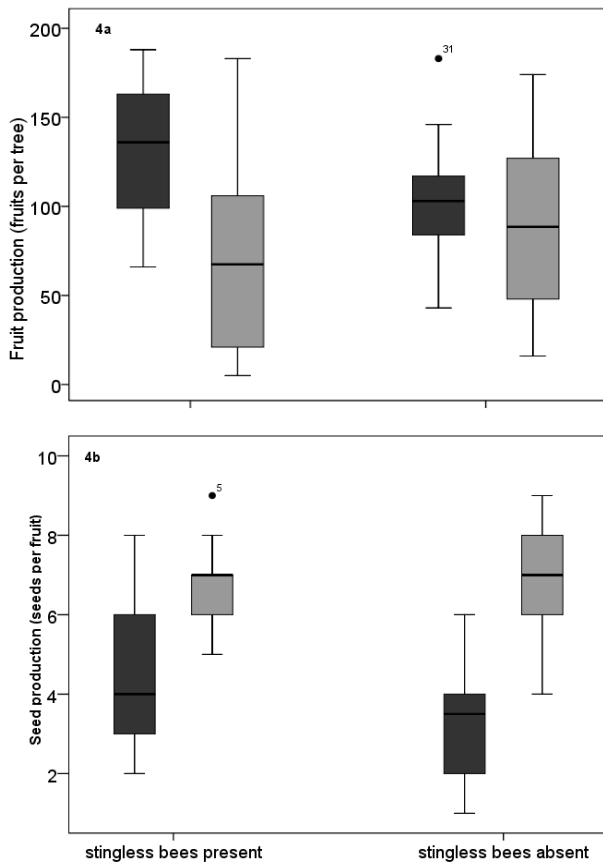 4a
Fruit production (fruits per tree)
200
150
100
50
0
31
4b
Seed production (seeds per fruit)
10
8
6
4
2
5
stingless bees present
stingless bees absent